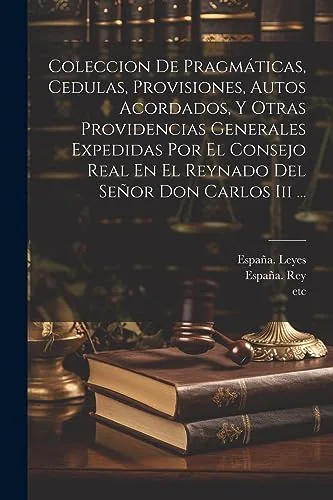 Coleccion De Pragmáticas,
Cedulas, Provisiones, Autos
Acordados, Y Otras
Providencias Generales
Expedidas Por El Consejo
Real En El Reynado Del
Señor Don Carlos Iii ...
España. Leyes
España. Rey
etc